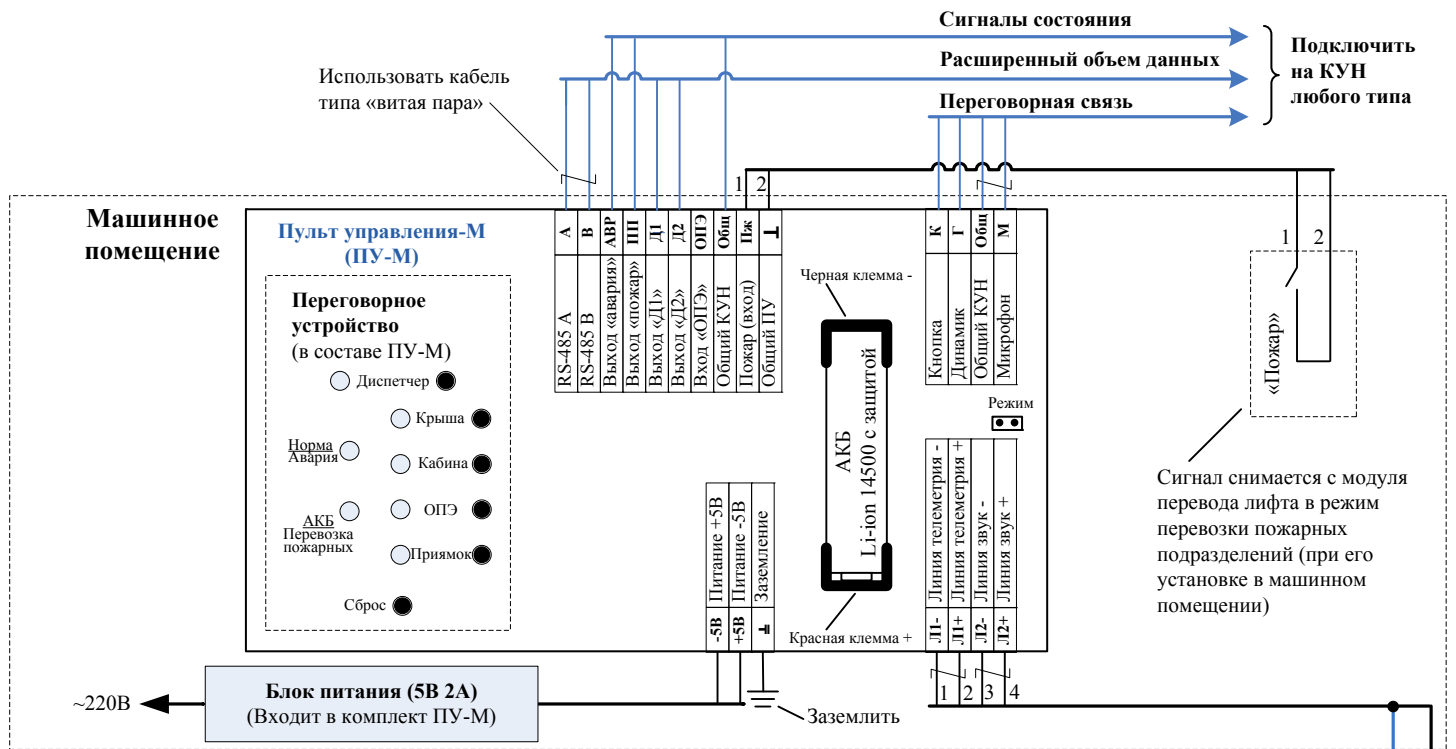 Сигналы состояния
Расширенный объем данных
Переговорная связь
Подключить
на КУН
любого типа
Использовать кабель
типа «витая пара»
1
2
Машинное
помещение
Пульт управления-М
(ПУ-М)
Переговорное
устройство
(в составе ПУ-М)
Диспетчер
Крыша
Норма
Авария
Кабина
АКБ
Перевозка
пожарных
ОПЭ
Приямок
Сброс
А
В
АВР
ПП
Д1
Д2
ОПЭ
Общ
Пж
RS-485 А
RS-485 В
Выход «авария»
Выход «пожар»
Выход «Д1»
Выход «Д2»
Вход «ОПЭ»
Общий КУН
Пожар (вход)
Общий ПУ
Черная клемма -
АКБ
Li-ion 14500 с защитой
Красная клемма +
К
Г
Общ
М
Кнопка
Динамик
Общий КУН
Микрофон
Режим
Линия телеметрия -
Линия телеметрия +
Линия звук -
Линия звук +
Л1-
Л1+
Л2-
Л2+
1
2
3
4
Питание +5В
Питание -5В
Заземление
-5В
+5В
1
2
«Пожар»
Сигнал снимается с модуля
перевода лифта в режим
перевозки пожарных
подразделений (при его
установке в машинном
помещении)
~220В
Блок питания (5В 2А)
(Входит в комплект ПУ-М)
Заземлить